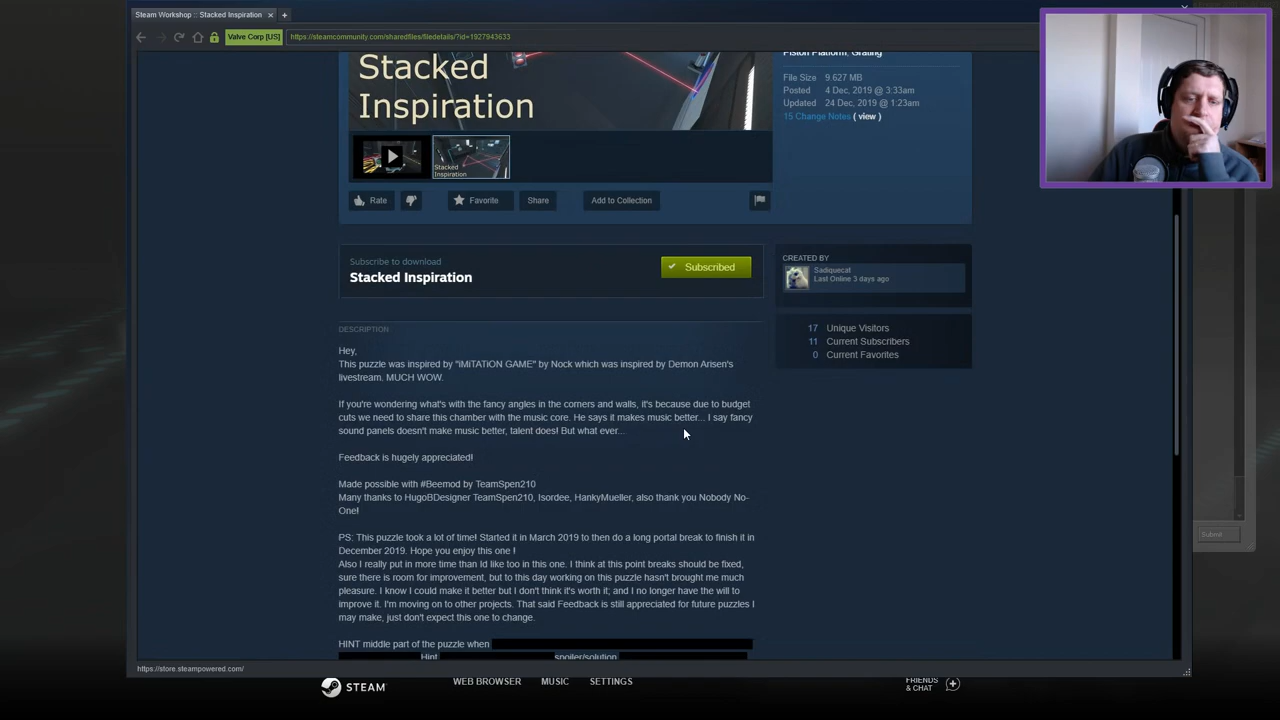 Steam Workshop :: Stacked Inspiration
Valve Corp [US]
https://steamcommunity.com/sharedfiles/filedetails/?id=1927943633
Stacked
Inspiration
Piston Platform, Grating
File Size 9.627 MB
Posted 4 Dec, 2019 @ 3:33am
Updated 24 Dec, 2019 @ 1:23am
15 Change Notes ( view )
Stacked
Inspiration
Rate
Favorite
Share
Add to Collection
Subscribe to download
Stacked Inspiration
Subscribed
CREATED BY
Sadiquecat
Last Online 3 days ago
17 Unique Visitors
11 Current Subscribers
0 Current Favorites
DESCRIPTION
Hey,
This puzzle was inspired by "iMiTATiON GAME" by Nock which was inspired by Demon Arisen's
livestream. MUCH WOW.
If you're wondering what's with the fancy angles in the corners and walls, it's because due to budget
cuts we need to share this chamber with the music core. He says it makes music better... I say fancy
sound panels doesn't make music better, talent does! But what ever...
Feedback is hugely appreciated!
Made possible with #Beemod by TeamSpen210
Many thanks to HugoBDesigner TeamSpen210, Isordee, HankyMueller, also thank you Nobody No-
One!
PS: This puzzle took a lot of time! Started it in March 2019 to then do a long portal break to finish it in
December 2019. Hope you enjoy this one !
Also I really put in more time than Id like too in this one. I think at this point breaks should be fixed,
sure there is room for improvement, but to this day working on this puzzle hasn't brought me much
pleasure. I know I could make it better but I don't think it's worth it; and I no longer have the will to
improve it. I'm moving on to other projects. That said Feedback is still appreciated for future puzzles I
may make, just don't expect this one to change.
HINT middle part of the puzzle when
Hint spoiler/solution
Submit
https://store.steampowered.com/
STEAM
WEB BROWSER
MUSIC
SETTINGS
FRIENDS
& CHAT